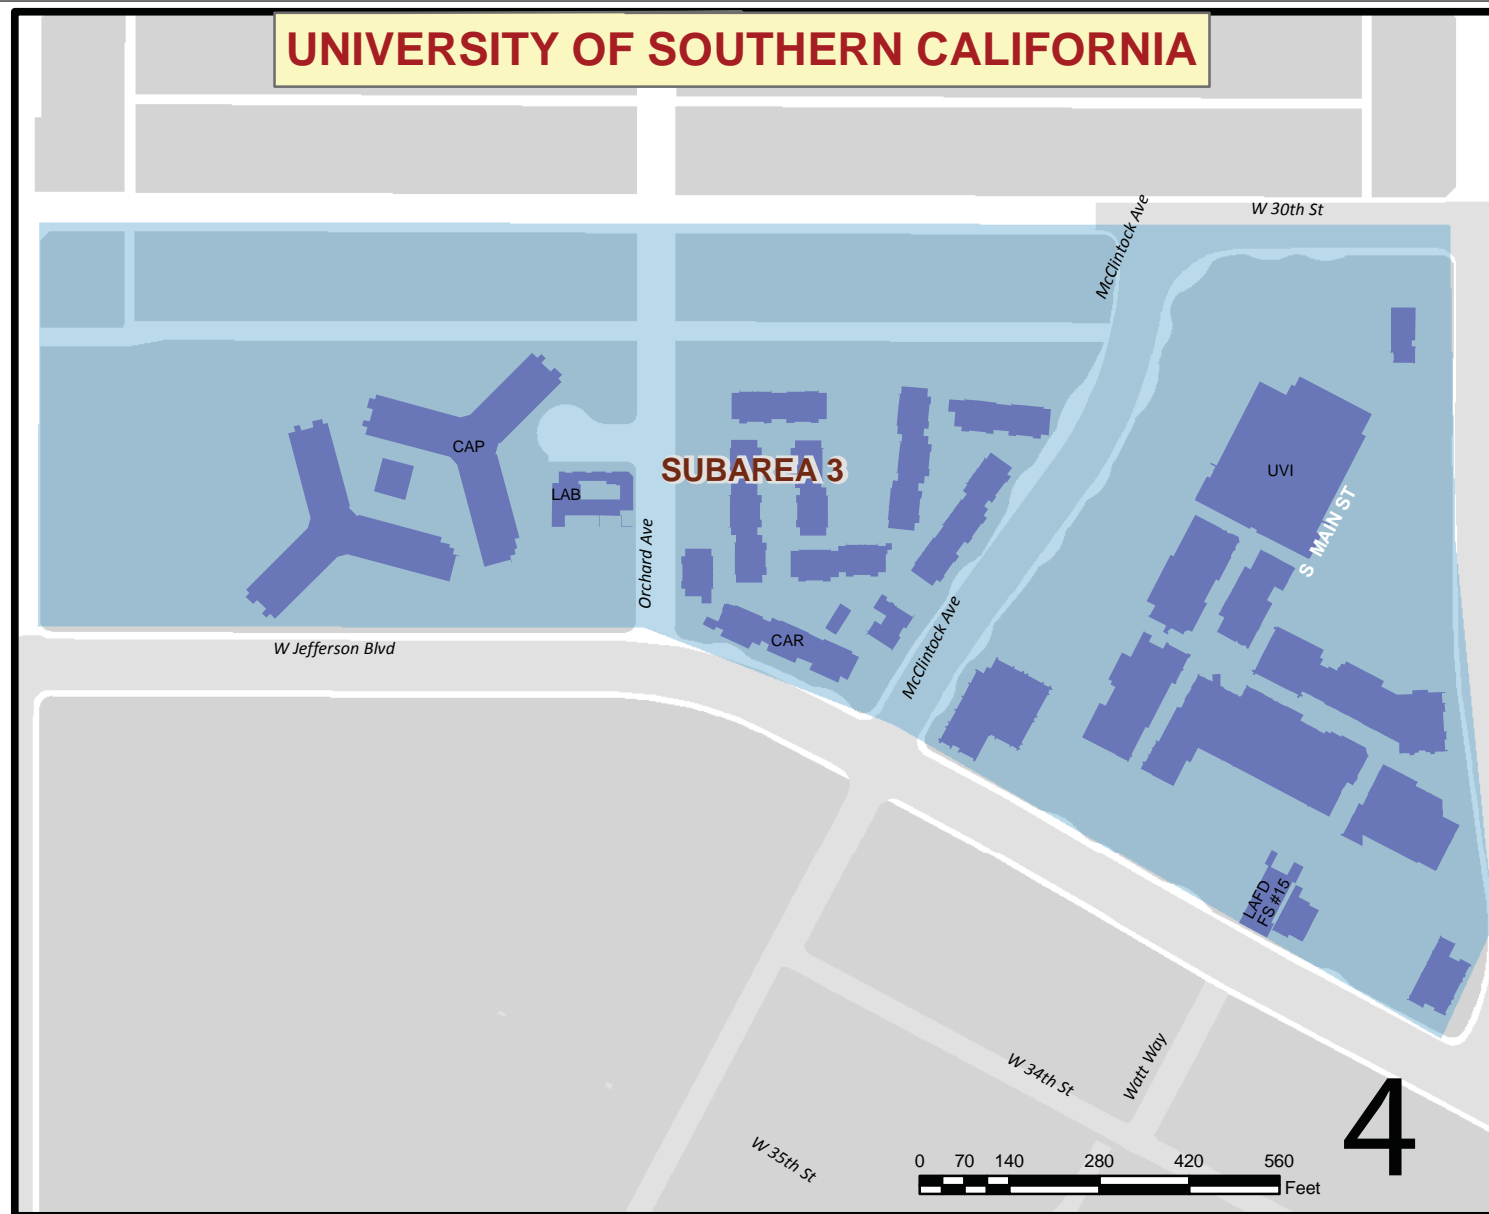 UNIVERSITY OF SOUTHERN CALIFORNIA
W 30th St
McClintock Ave
CAP
SUBAREA 3
UVI
LAB
S MAIN ST
Orchard Ave
CAR
W Jefferson Blvd
McClintock Ave
LAFD
FS #15
W 34th St
Watt Way
W 35th St
4
0 70 140 280 420 560
Feet